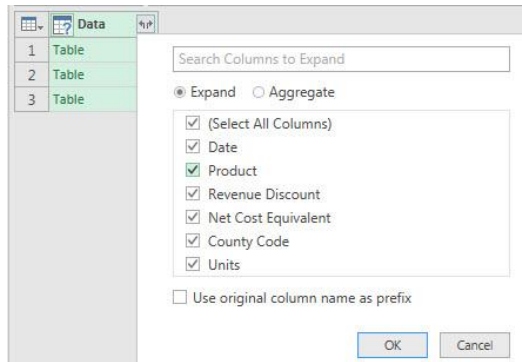 Data
1 Table
2 Table
3 Table
Search Columns to Expand
Expand Aggregate
(Select All Columns)
Date
Product
Revenue Discount
Net Cost Equivalent
County Code
Units
Use original column name as prefix
OK Cancel